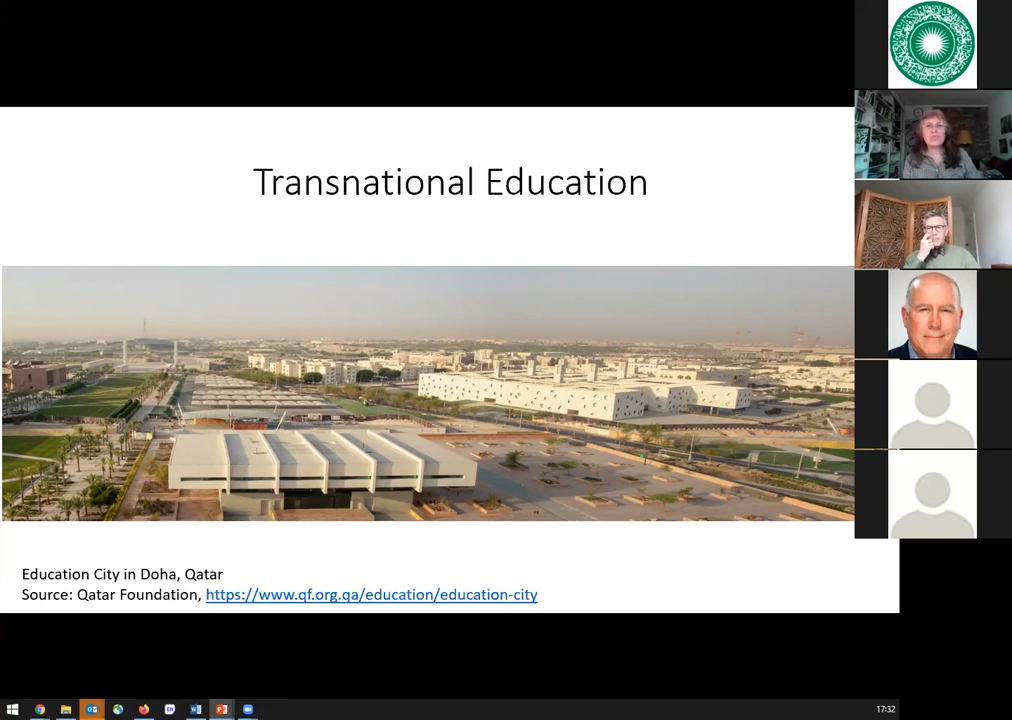 Transnational Education
Education City in Doha, Qatar
Source: Qatar Foundation, https://www.qf.org.qa/education/education-city
17:32